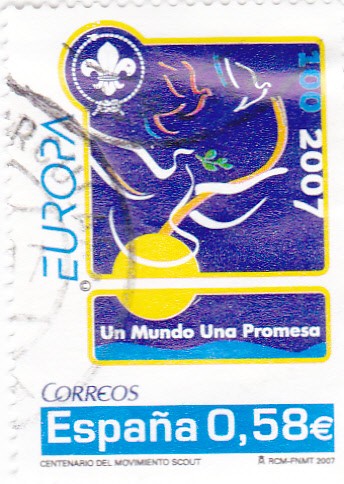 EUROPA
100 2007
©
Un Mundo Una Promesa
CORREOS
España 0,58€
CENTENARIO DEL MOVIMIENTO SCOUT
RCM-FNMT 2007